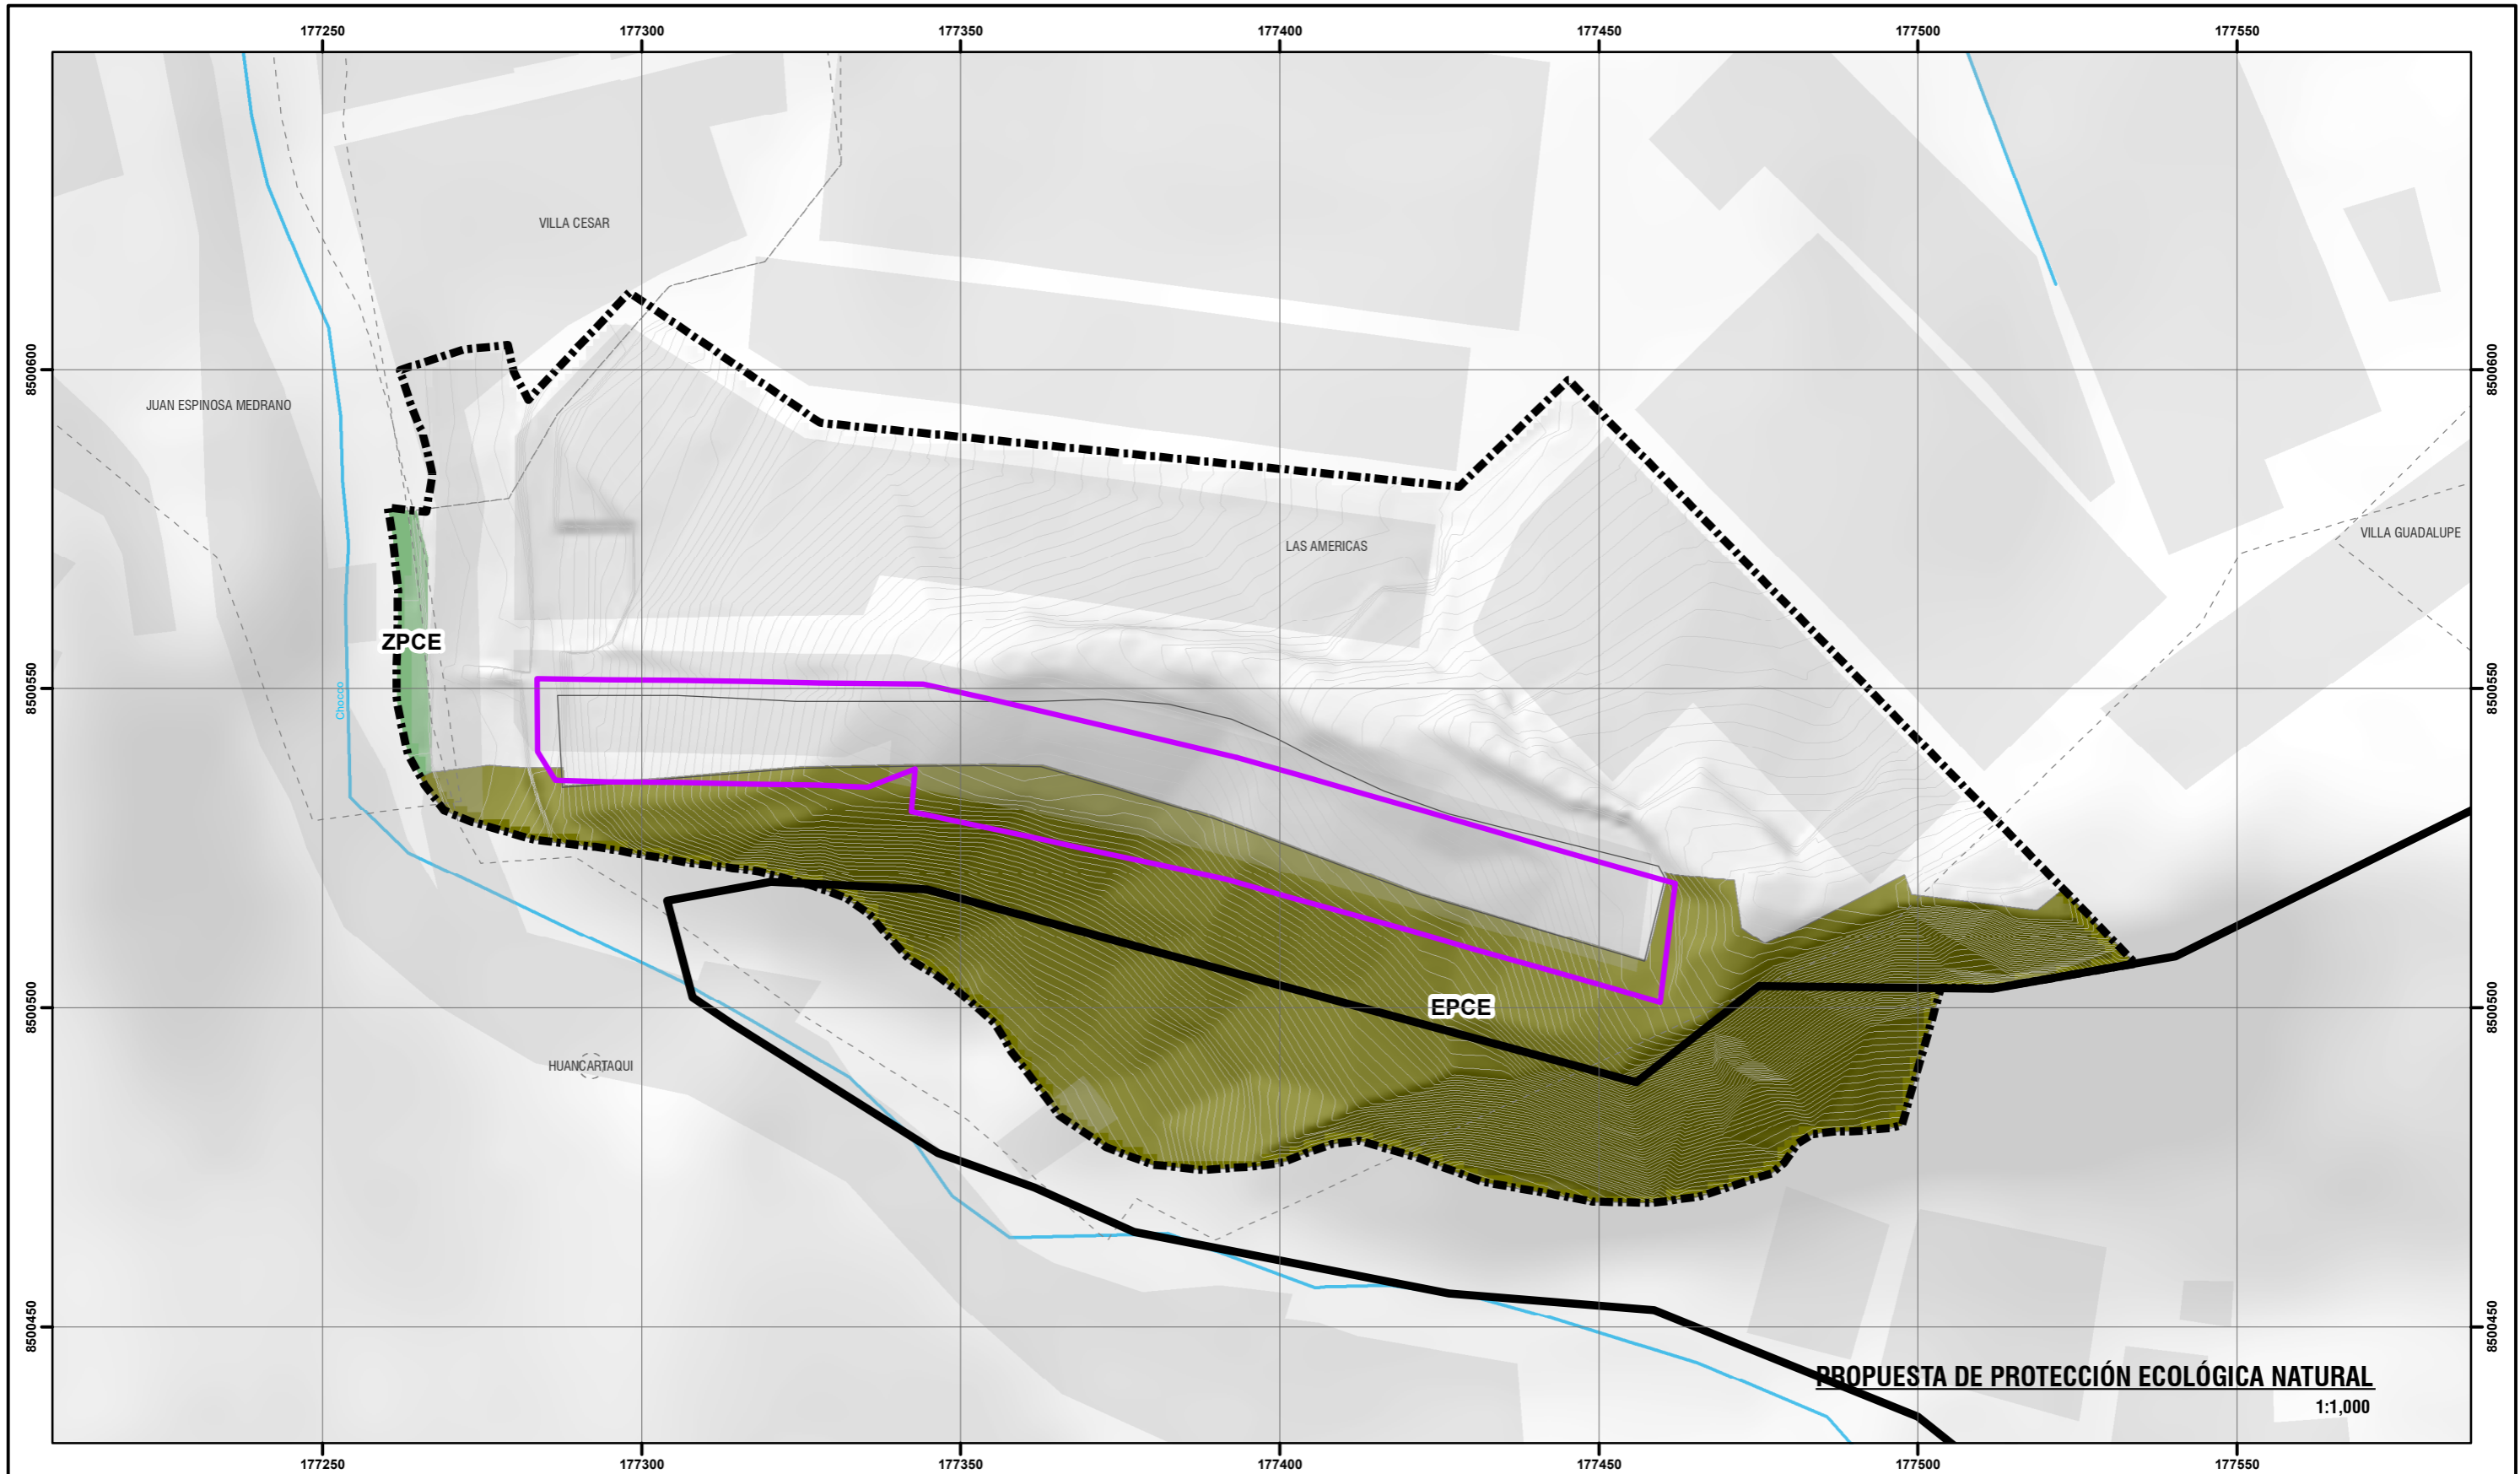 177250 177300 177350 177400 177450 177500 177550
VILLA CESAR
8500600 8500600
JUAN ESPINOSA MEDRANO
VILLA GUADALUPE
LAS AMERICAS
ZPCE
8500550 8500550
Chocco
8500500 8500500
EPCE
HUANCARTAQUI
8500450 8500450
PROPUESTA DE PROTECCIÓN ECOLÓGICA NATURAL
1:1,000
177250 177300 177350 177400 177450 177500 177550